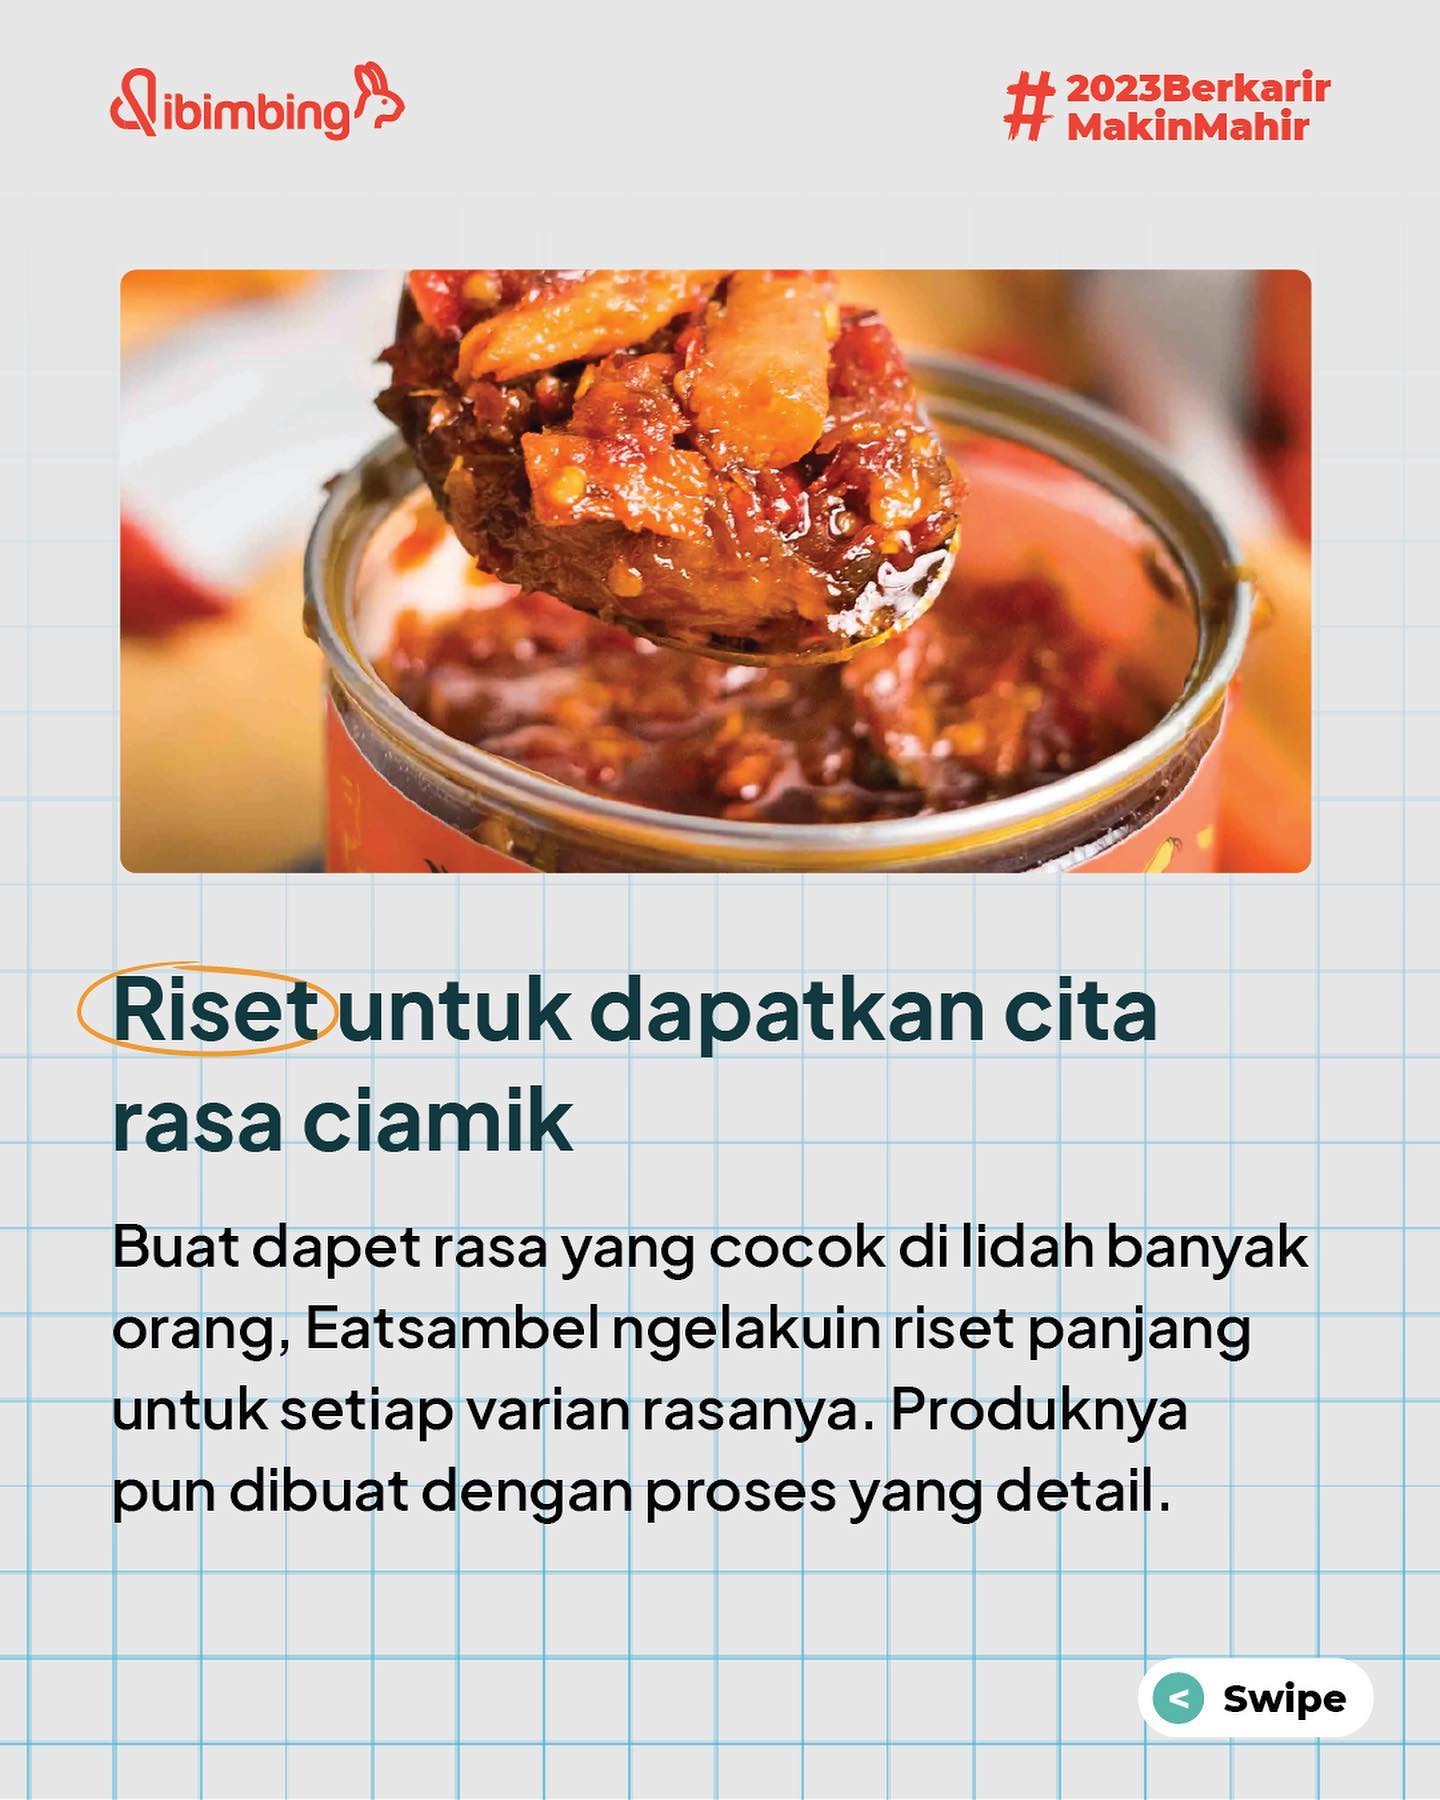 dibimbing
#2023Berkarir
MakinMahir
Riset untuk dapatkan cita
rasa ciamik
Buat dapet rasa yang cocok di lidah banyak
orang, Eatsambel ngelakuin riset panjang
untuk setiap varian rasanya. Produknya
pun dibuat dengan proses yang detail.
< Swipe